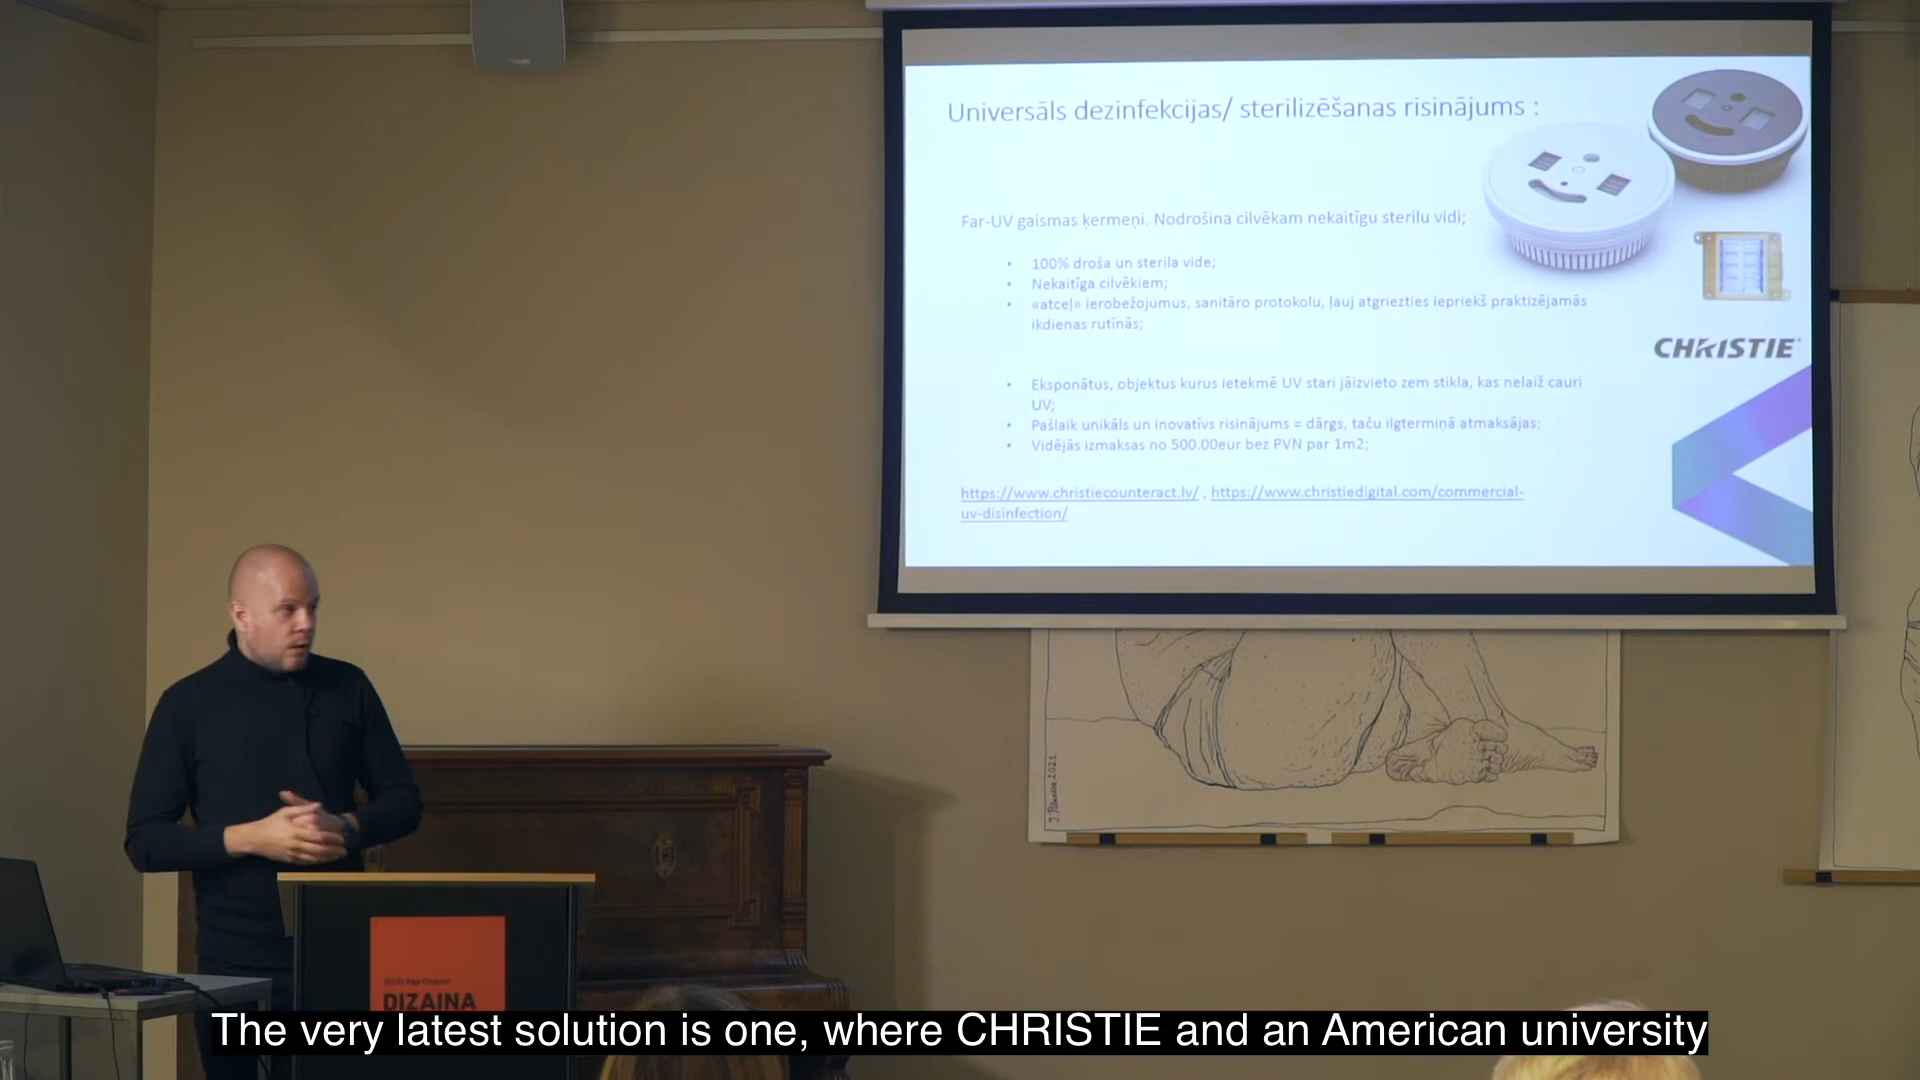 Universāls dezinfekcijas/ sterilizēšanas risinājums :
Far-UV gaismas ķermeņi. Nodrošina cilvēkam nekaitīgu sterilu vidi;
• 100% droša un sterila vide;
• Nekaitīga cilvēkiem;
• «atceļ» ierobežojumus, sanitāro protokolu, ļauj atgriezties iepriekš praktizējamās
ikdienas rutīnās;
CHRISTIE
• Eksponātus, objektus kurus ietekmē UV stari jāizvieto zem stikla, kas nelaiž cauri
UV;
• Pašlaik unikāls un inovatīvs risinājums = dārgs, taču ilgtermiņā atmaksājas;
• Vidējās izmaksas no 500.00eur bez PVN par 1m2;
https://www.christiecounteract.lv/ , https://www.christiedigital.com/commercial-
uv-disinfection/
2021
DIZAINA
The very latest solution is one, where CHRISTIE and an American university